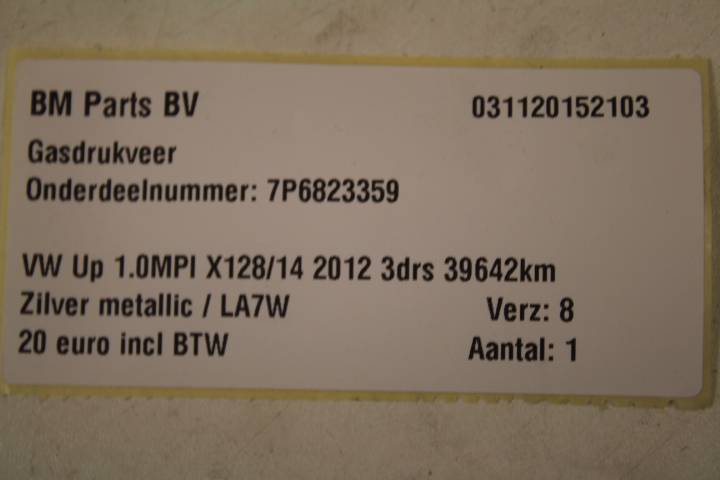 BM Parts BV 031120152103
Gasdrukveer
Onderdeelnummer: 7P6823359
VW Up 1.0MPI X128/14 2012 3drs 39642km
Zilver metallic / LA7W Verz: 8
20 euro incl BTW Aantal: 1